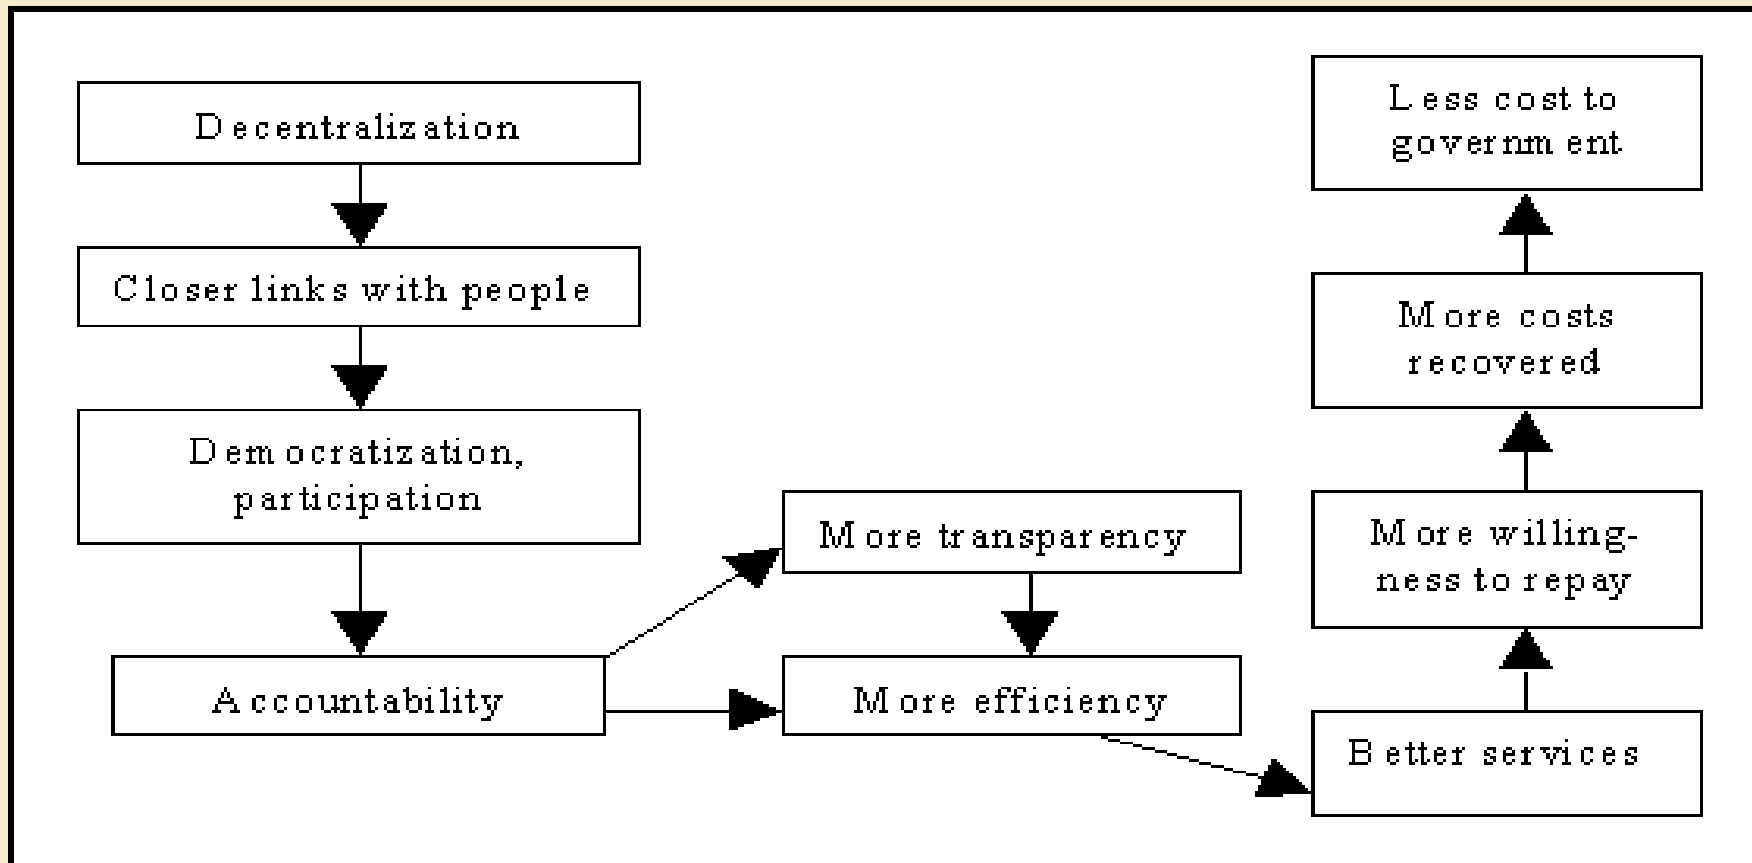 Decentralization
Closer links with people
Democratization,
participation
Accountability
More transparency
More efficiency
Better services
More willing-
ness to repay
More costs
recovered
Less cost to
government